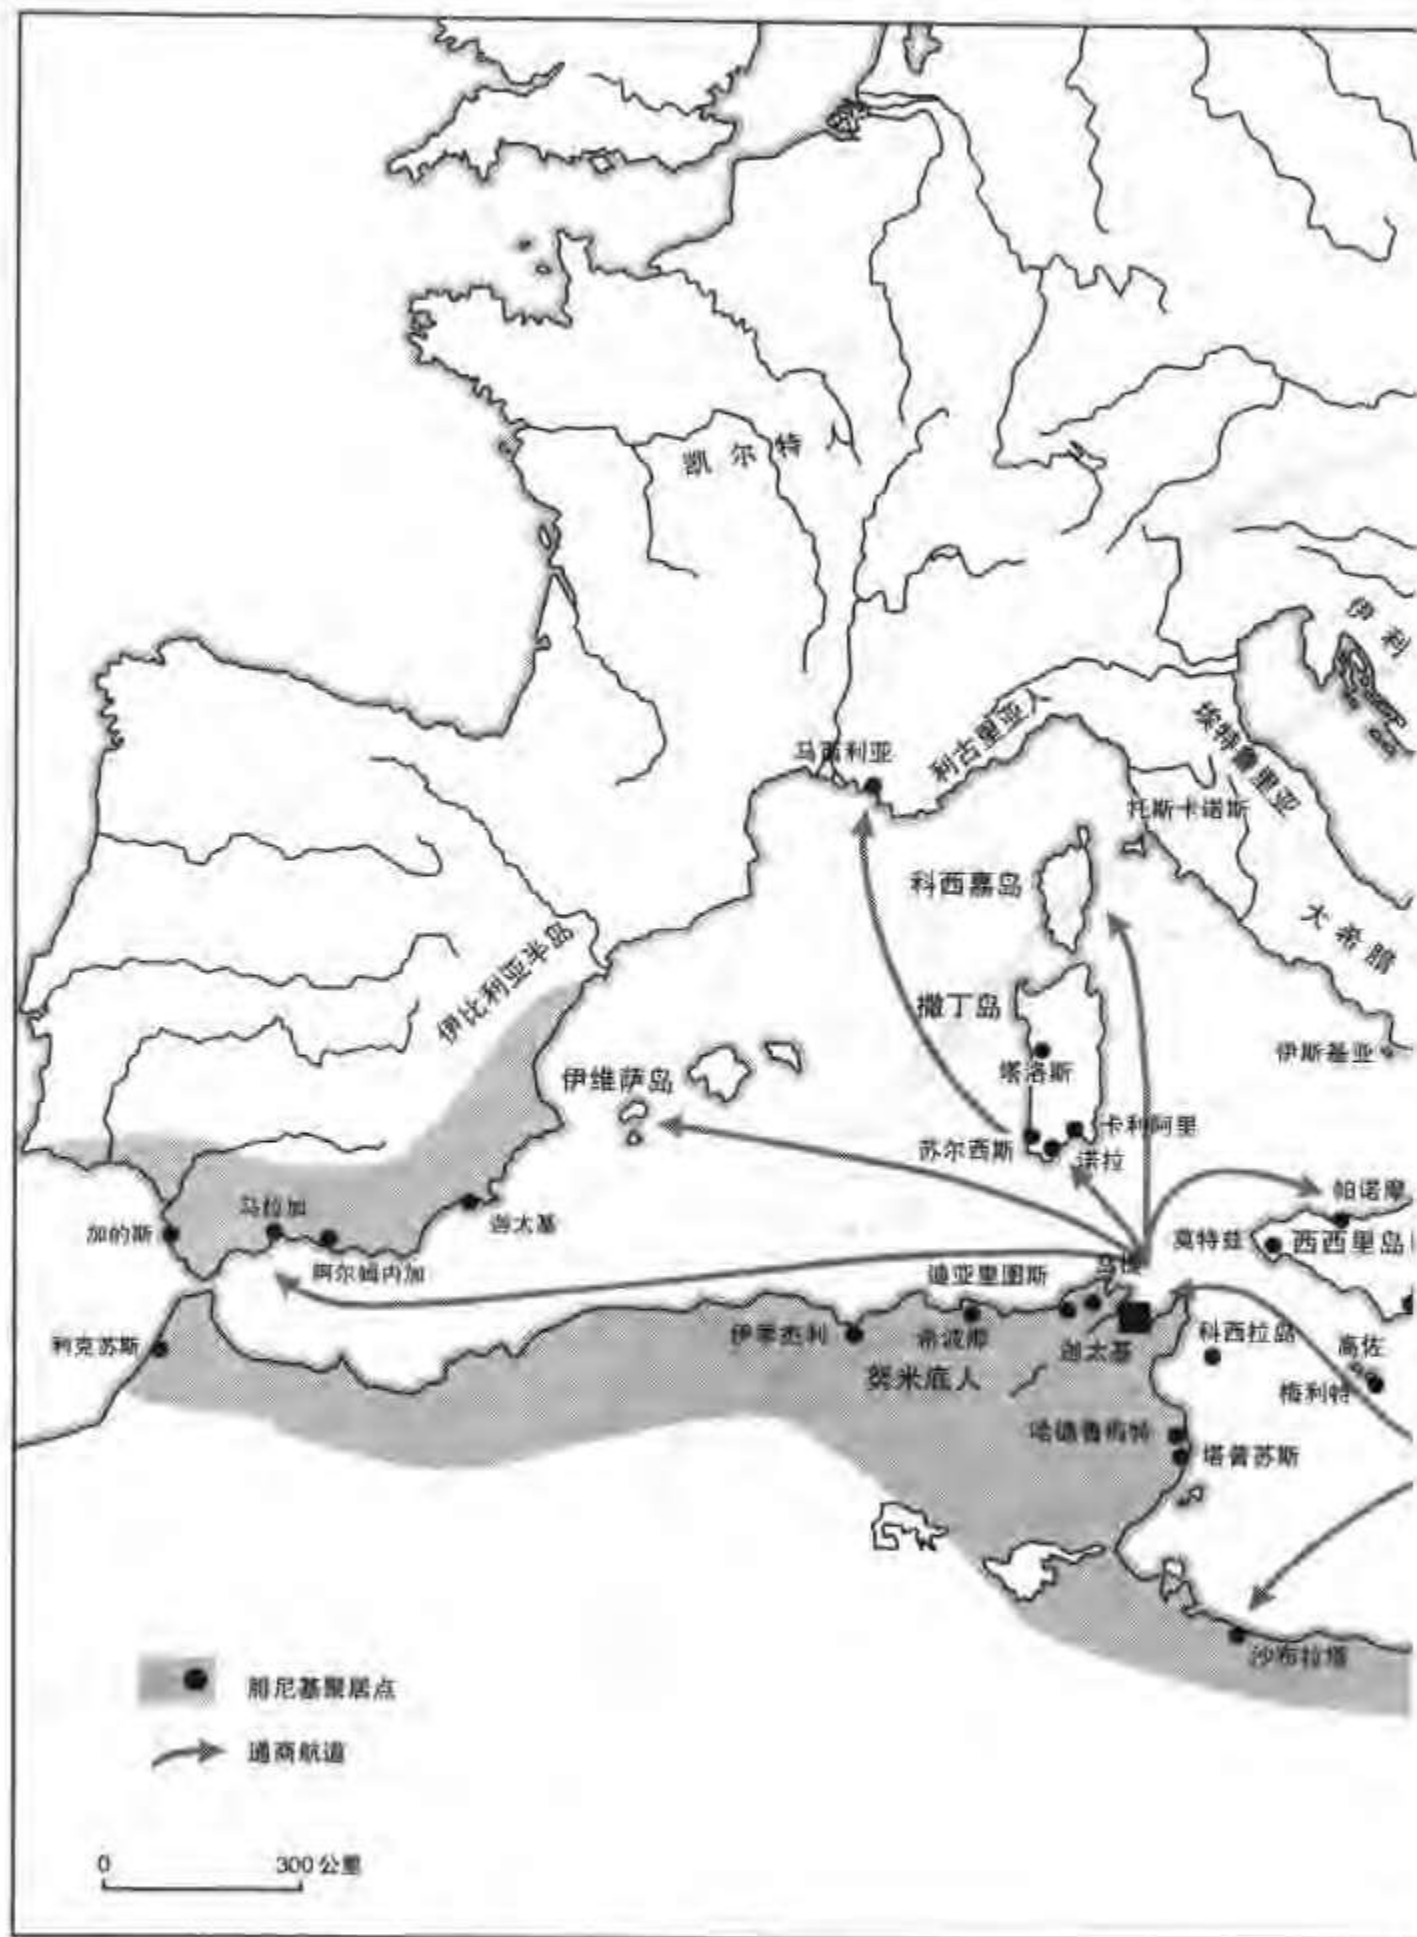 凯尔特人
伊利
马西利亚
利古里亚人
埃特鲁里亚
托斯卡诺斯
科西嘉岛
大希腊
伊比利亚半岛
撒丁岛
伊斯基亚
塔洛斯
伊维萨岛
卡利阿里
苏尔西斯
诺拉
帕诺摩
马拉加
迦太基
加的斯
莫特兹
西西里岛
阿尔姆内加
迪亚里图斯
利克苏斯
伊季杰利
希波摩
迦太基
科西拉岛
高佐
努米底人
梅利特
哈德鲁梅特
塔普苏斯
沙布拉塔
腓尼基聚居点
通商航道
0 300公里